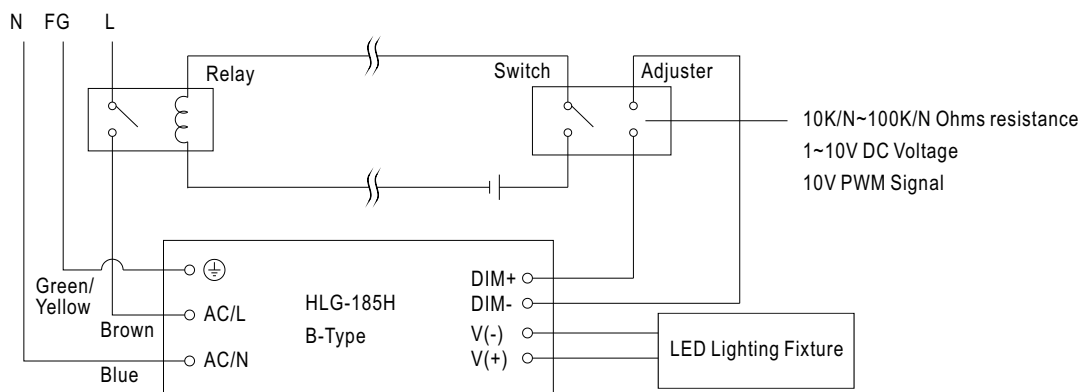 N FG L
Relay
Switch
Adjuster
10K/N~100K/N Ohms resistance
1~10V DC Voltage
10V PWM Signal
Green/
Yellow
Brown
Blue
AC/L
AC/N
HLG-185H
B-Type
DIM+
DIM-
V(-)
V(+)
LED Lighting Fixture